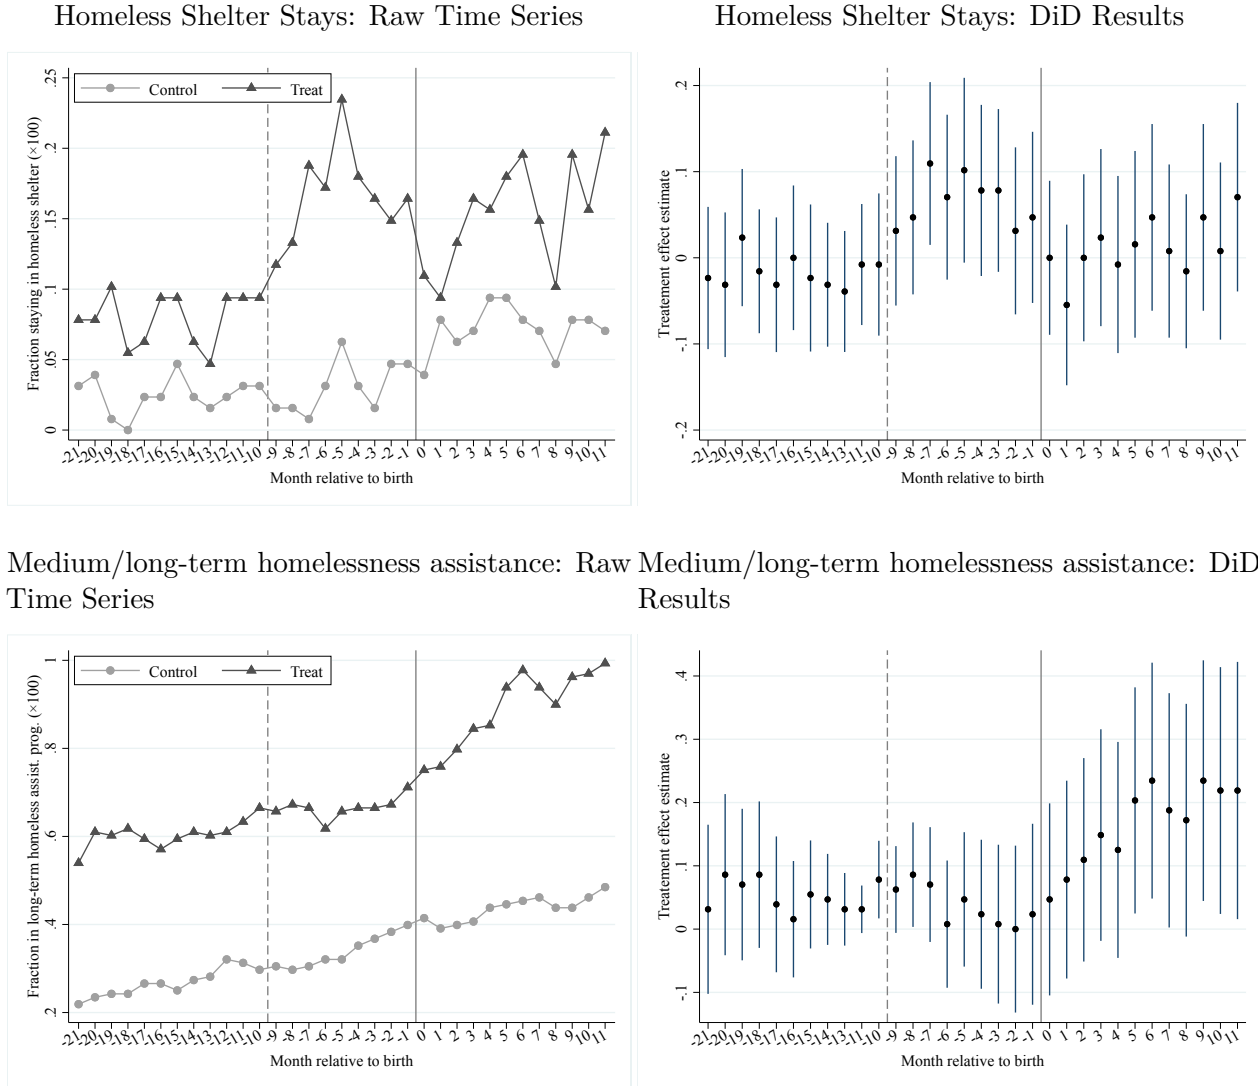 Homeless Shelter Stays: Raw Time Series
Homeless Shelter Stays: DiD Results
Control
Treat
Fraction staying in homeless shelter (×100)
.25
.2
.15
.1
.05
0
-21 -20 -19 -18 -17 -16 -15 -14 -13 -12 -11 -10 -9 -8 -7 -6 -5 -4 -3 -2 -1 0 1 2 3 4 5 6 7 8 9 10 11
Month relative to birth
Treatement effect estimate
.2
.1
0
-.1
-.2
-21 -20 -19 -18 -17 -16 -15 -14 -13 -12 -11 -10 -9 -8 -7 -6 -5 -4 -3 -2 -1 0 1 2 3 4 5 6 7 8 9 10 11
Month relative to birth
Medium/long-term homelessness assistance: Raw
Time Series
Medium/long-term homelessness assistance: DiD
Results
Control
Treat
Fraction in long-term homeless assist. prog. (×100)
1
.8
.6
.4
.2
-21 -20 -19 -18 -17 -16 -15 -14 -13 -12 -11 -10 -9 -8 -7 -6 -5 -4 -3 -2 -1 0 1 2 3 4 5 6 7 8 9 10 11
Month relative to birth
Treatement effect estimate
.4
.3
.2
.1
0
-.1
-21 -20 -19 -18 -17 -16 -15 -14 -13 -12 -11 -10 -9 -8 -7 -6 -5 -4 -3 -2 -1 0 1 2 3 4 5 6 7 8 9 10 11
Month relative to birth